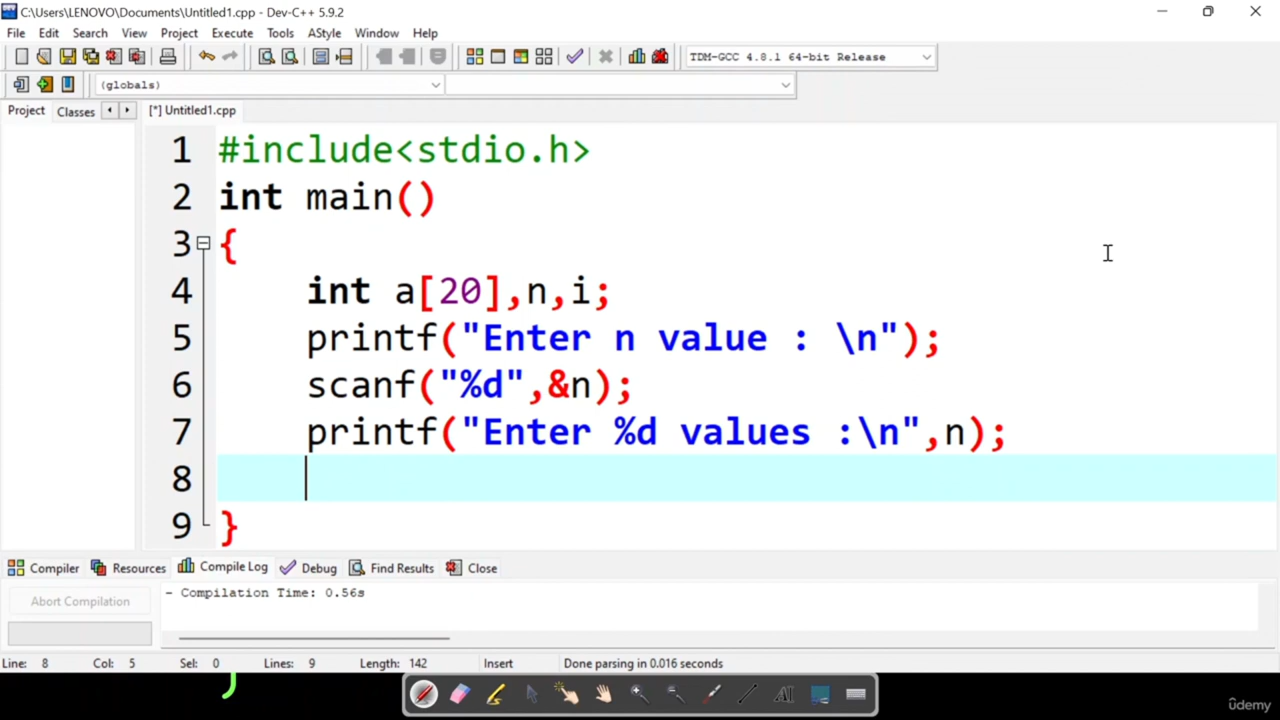 C:\Users\LENOVO\Documents\Untitled1.cpp - Dev-C++ 5.9.2
File Edit Search View Project Execute Tools AStyle Window Help
TDM-GCC 4.8.1 64-bit Release
(globals)
Project Classes [*] Untitled1.cpp
1 #include<stdio.h>
2 int main()
3 {
4 int a[20],n,i;
5 printf("Enter n value : \n");
6 scanf("%d",&n);
7 printf("Enter %d values :\n",n);
8
9 }
Compiler Resources Compile Log Debug Find Results Close
Abort Compilation
- Compilation Time: 0.56s
Line: 8 Col: 5 Sel: 0 Lines: 9 Length: 142 Insert Done parsing in 0.016 seconds
AI
ûdemy